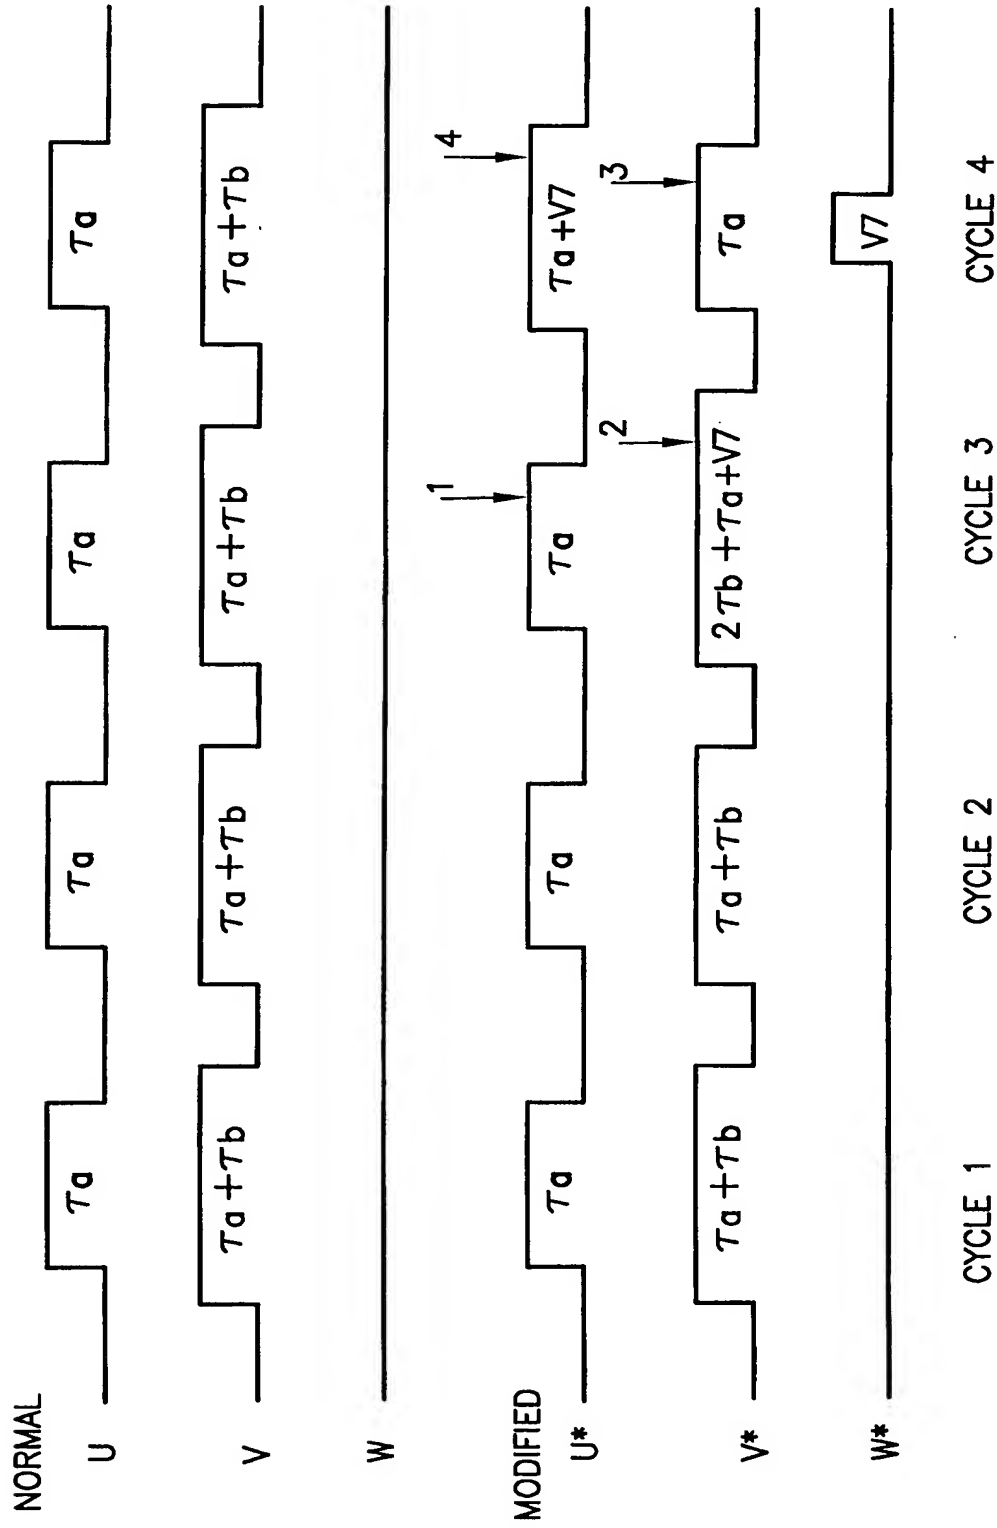 NORMAL
U
τa τa τa τa
V
τa+τb τa+τb τa+τb τa+τb
W
MODIFIED
1 4
U*
τa τa τa τa+V7
2 3
V*
τa+τb τa+τb 2τb+τa+V7 τa
W*
V7
CYCLE 1 CYCLE 2 CYCLE 3 CYCLE 4